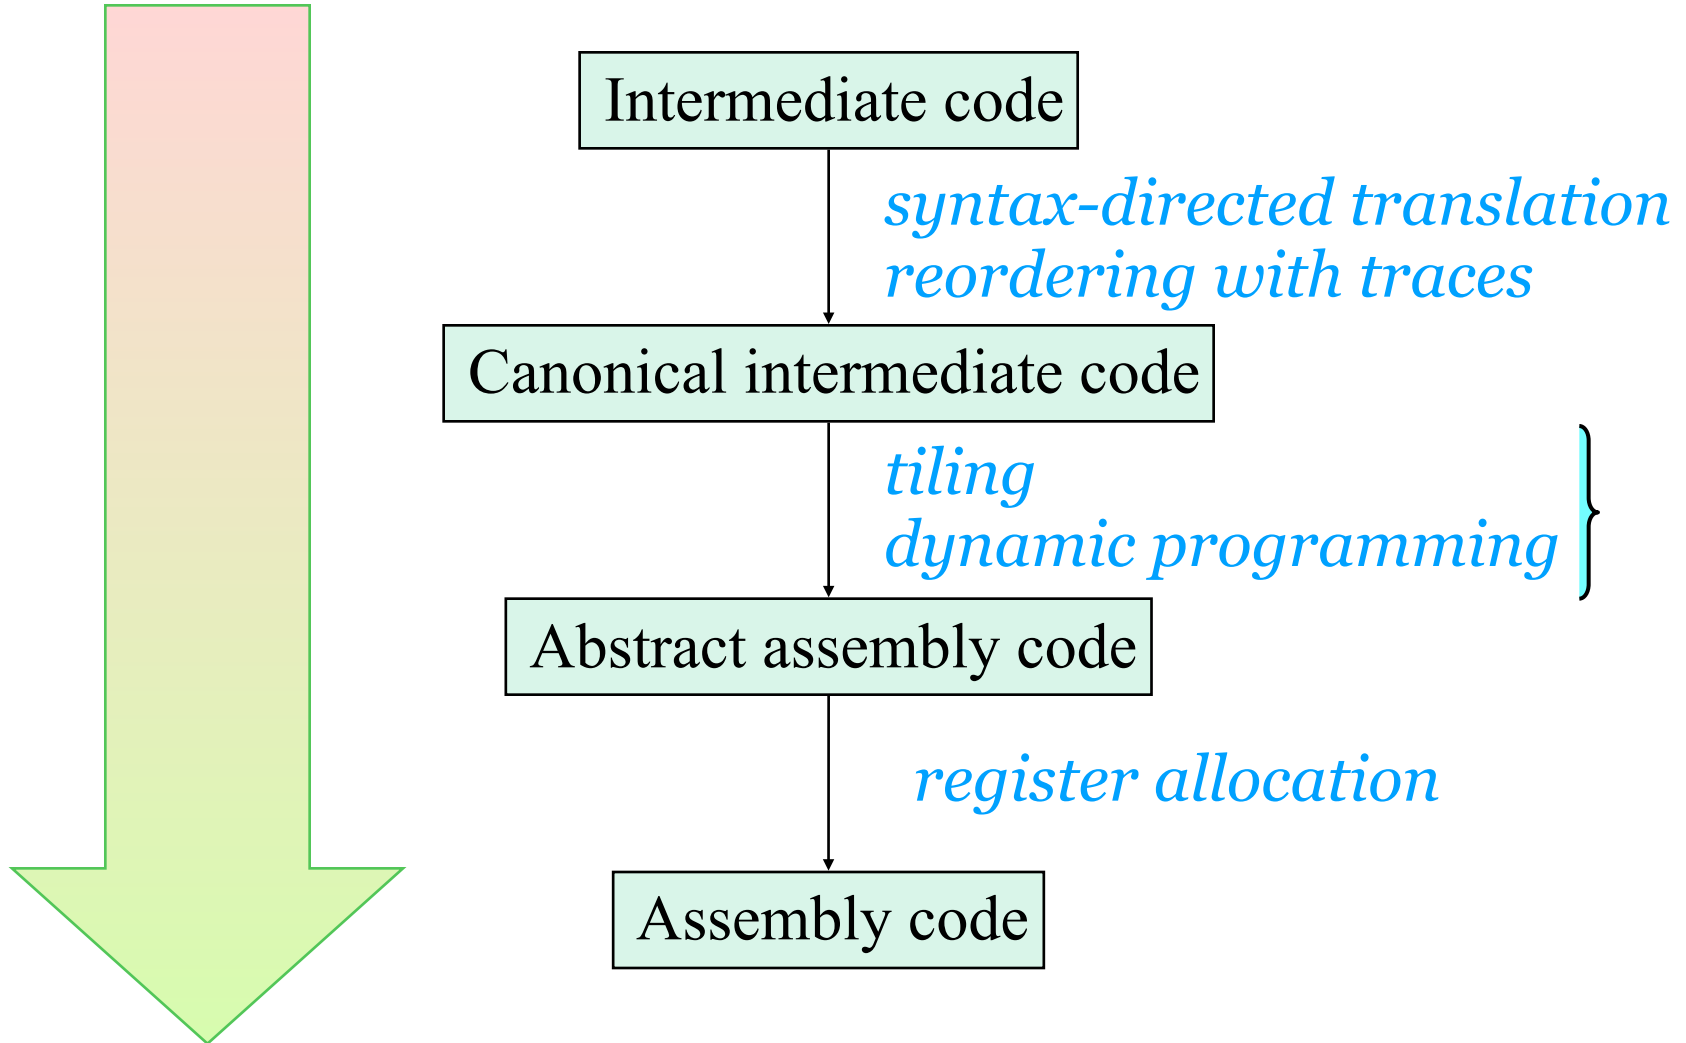 Intermediate code
syntax-directed translation
reordering with traces
Canonical intermediate code
tiling
dynamic programming
Abstract assembly code
register allocation
Assembly code